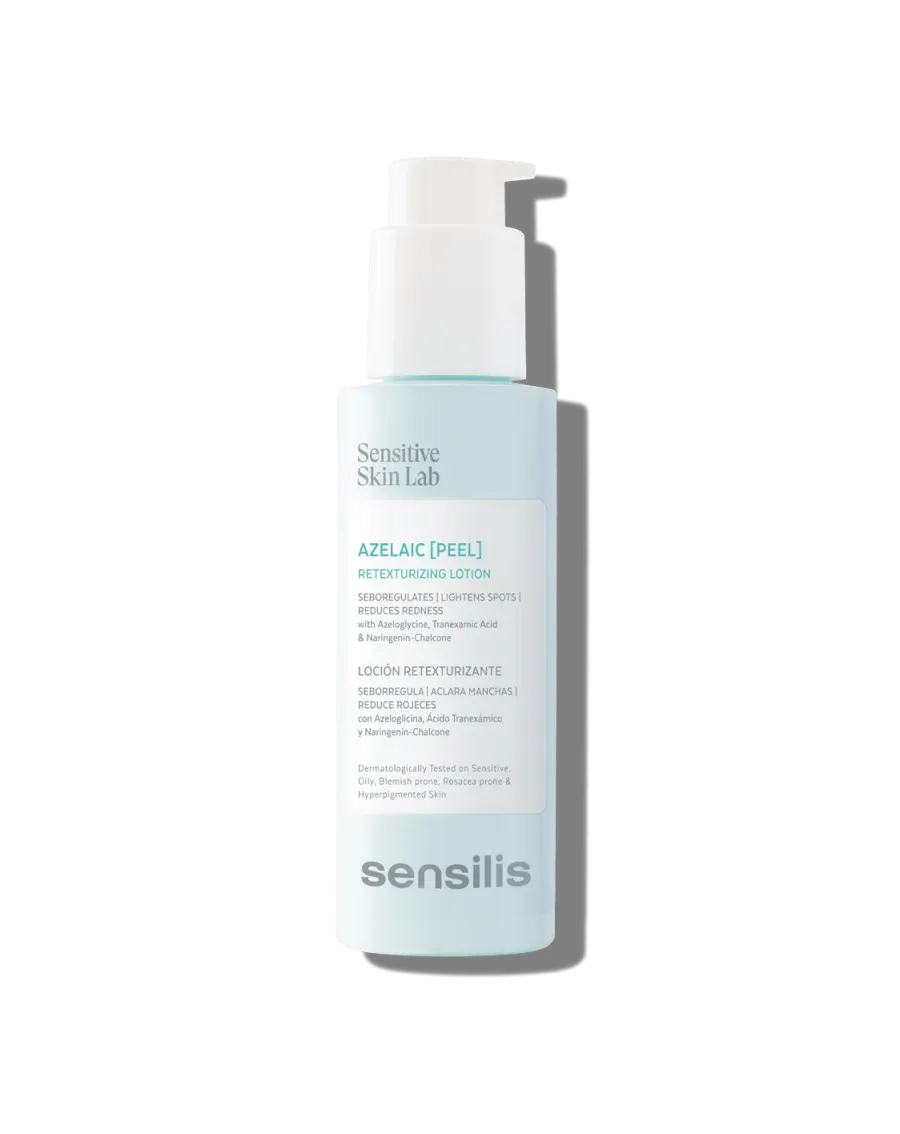 Sensitive
Skin Lab
AZELAIC [PEEL]
RETEXTURIZING LOTION
SEBOREGULATES | LIGHTENS SPOTS |
REDUCES REDNESS
with Azeloglycine, Tranexamic Acid
& Naringenin-Chalcone
LOCIÓN RETEXTURIZANTE
SEBORREGULA | ACLARA MANCHAS |
REDUCE ROJECES
con Azeloglicina, Ácido Tranexámico
y Naringenin-Chalcone
Dermatologically Tested on Sensitive,
Oily, Blemish prone, Rosacea prone &
Hyperpigmented Skin
sensilis